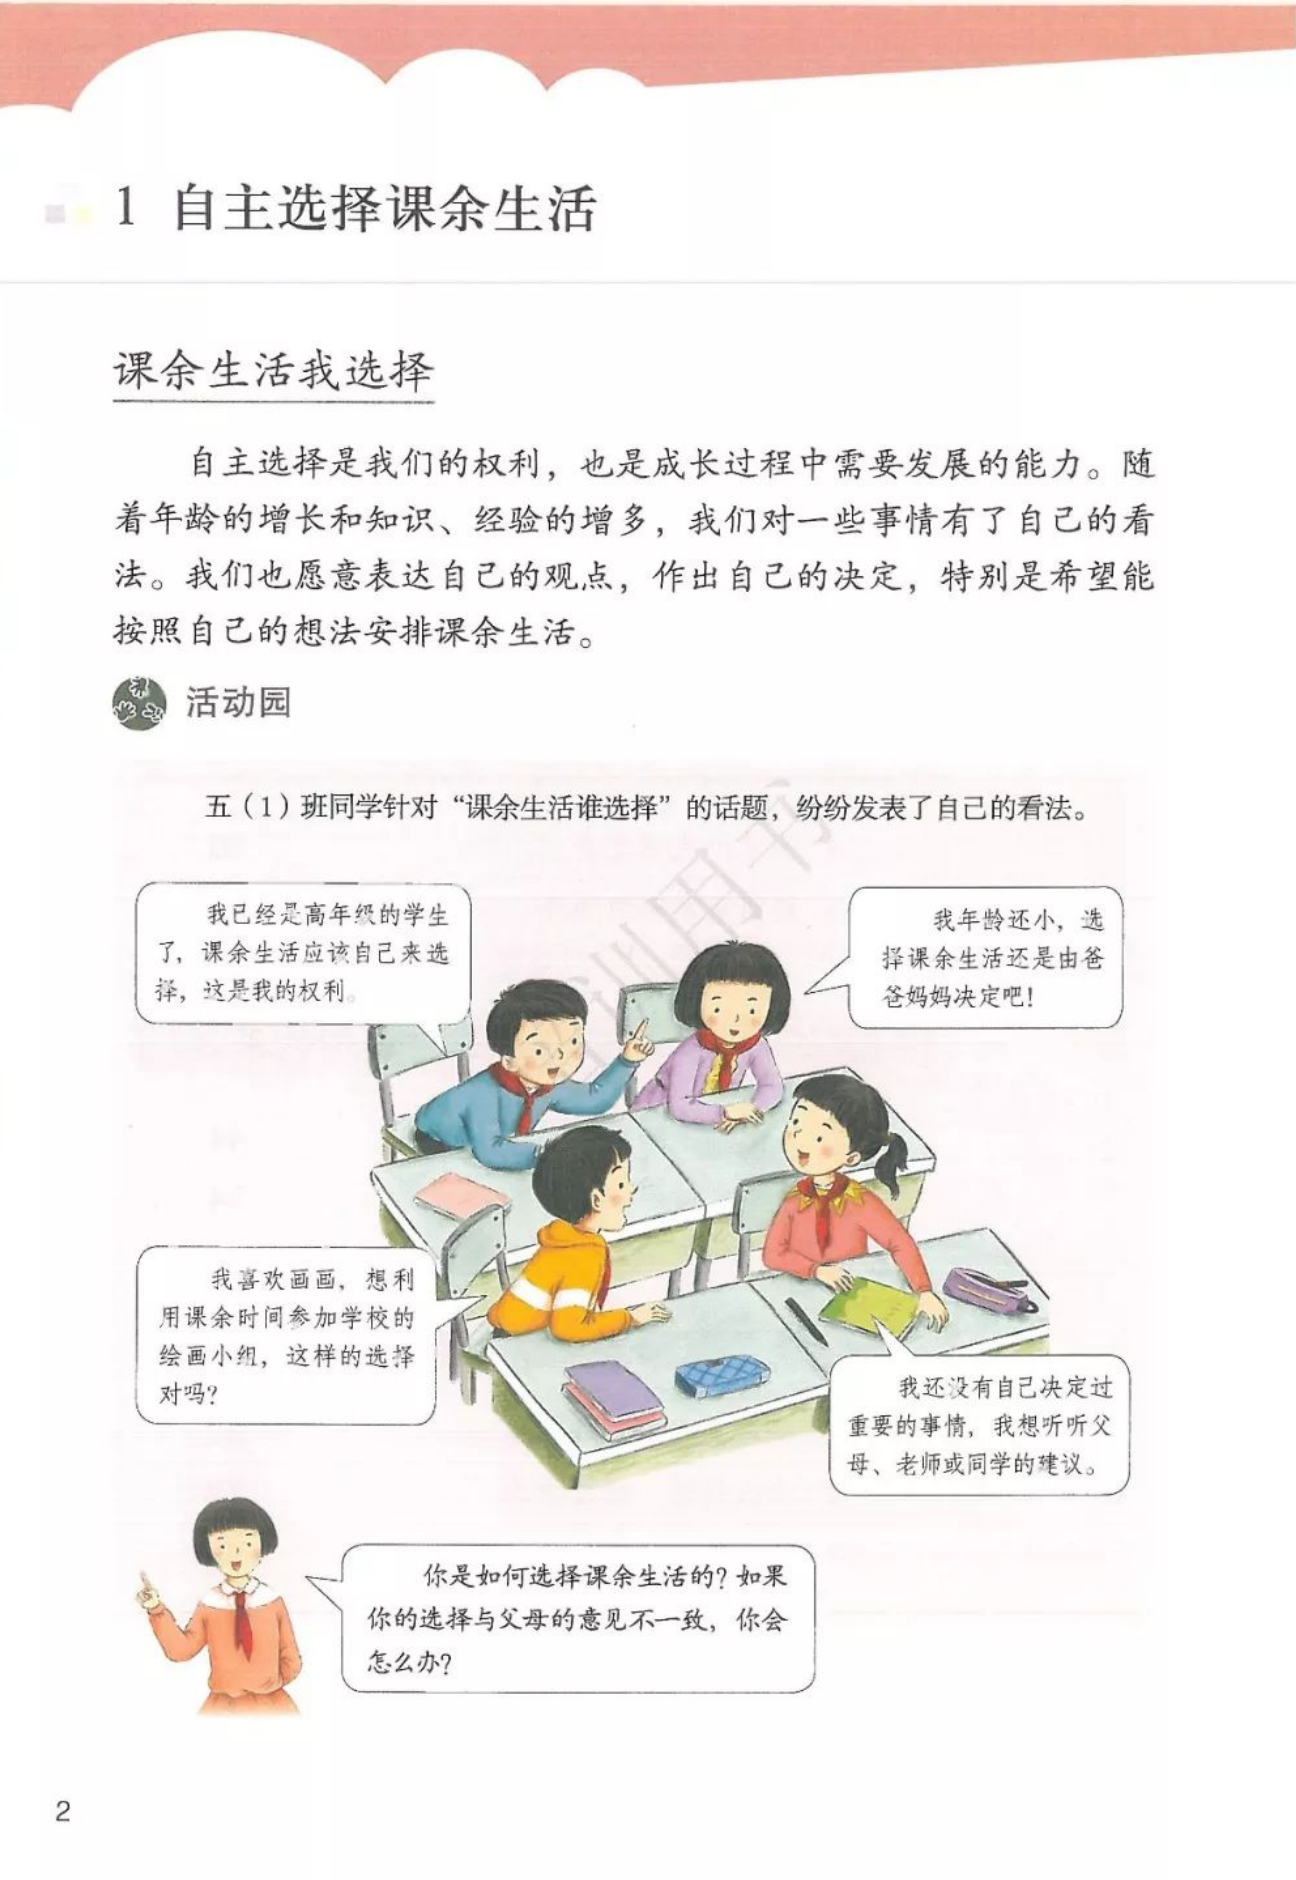 1 自主选择课余生活
课余生活我选择
自主选择是我们的权利，也是成长过程中需要发展的能力。随
着年龄的增长和知识、经验的增多，我们对一些事情有了自己的看
法。我们也愿意表达自己的观点，作出自己的决定，特别是希望能
按照自己的想法安排课余生活。
活动园
五（1）班同学针对“课余生活谁选择”的话题，纷纷发表了自己的看法。
我已经是高年级的学生
了，课余生活应该自己来选
择，这是我的权利。
我年龄还小，选
择课余生活还是由爸
爸妈妈决定吧！
我喜欢画画，想利
用课余时间参加学校的
绘画小组，这样的选择
对吗？
我还没有自己决定过
重要的事情，我想听听父
母、老师或同学的建议。
你是如何选择课余生活的？如果
你的选择与父母的意见不一致，你会
怎么办？
2